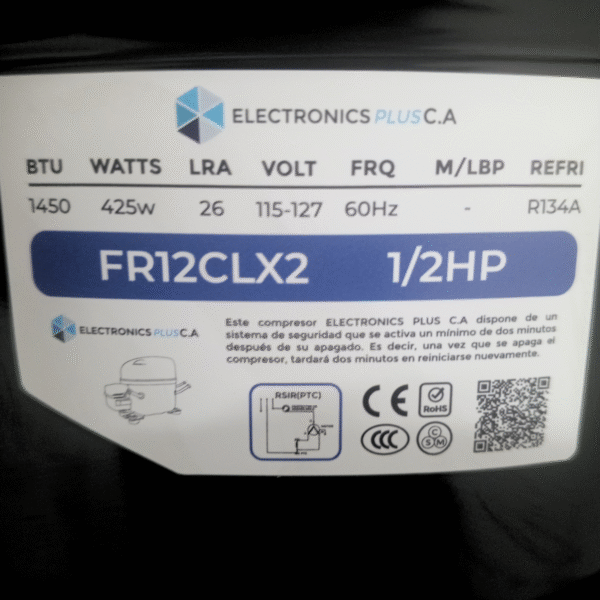 ELECTRONICS PLUS C.A
BTU WATTS LRA VOLT FRQ M/LBP REFRI
1450 425w 26 115-127 60Hz - R134A
FR12CLX2 1/2HP
ELECTRONICS PLUS C.A
Este compresor ELECTRONICS PLUS C.A dispone de un
sistema de seguridad que se activa un mínimo de dos minutos
después de su apagado. Es decir, una vez que se apaga el
compresor, tardará dos minutos en reiniciarse nuevamente.
RSIR(PTC)
CE
RoHS
CCC
CSM